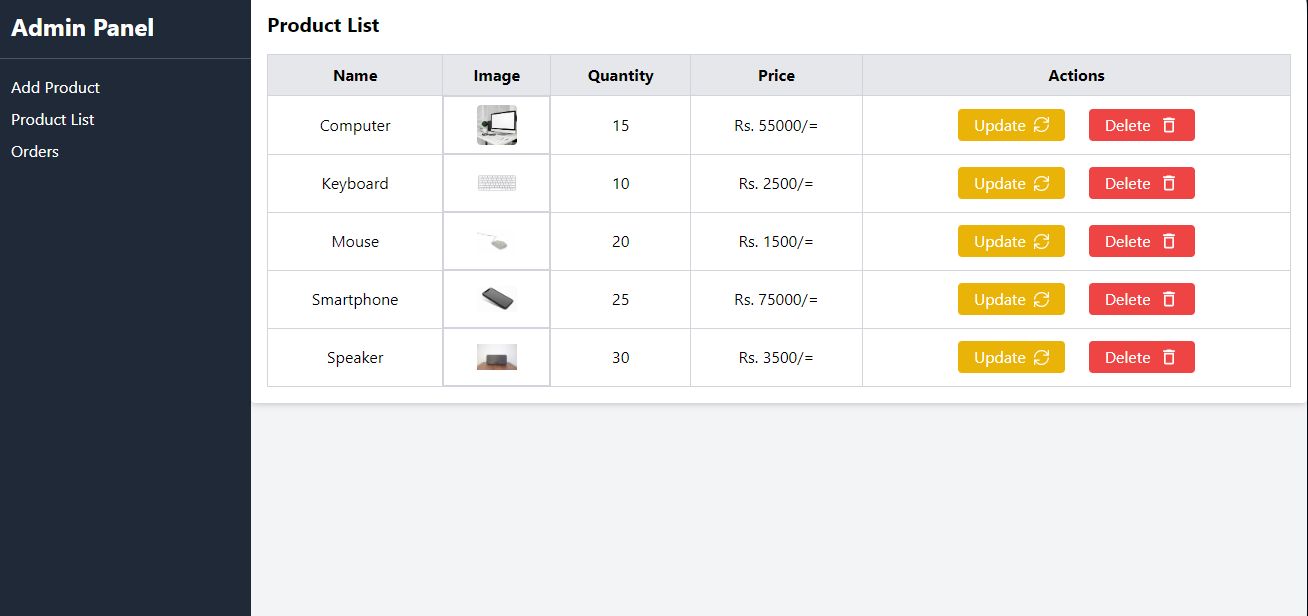 Admin Panel
Add Product
Product List
Orders
Product List
Name Image Quantity Price Actions
Computer 15 Rs. 55000/= Update Delete
Keyboard 10 Rs. 2500/= Update Delete
Mouse 20 Rs. 1500/= Update Delete
Smartphone 25 Rs. 75000/= Update Delete
Speaker 30 Rs. 3500/= Update Delete